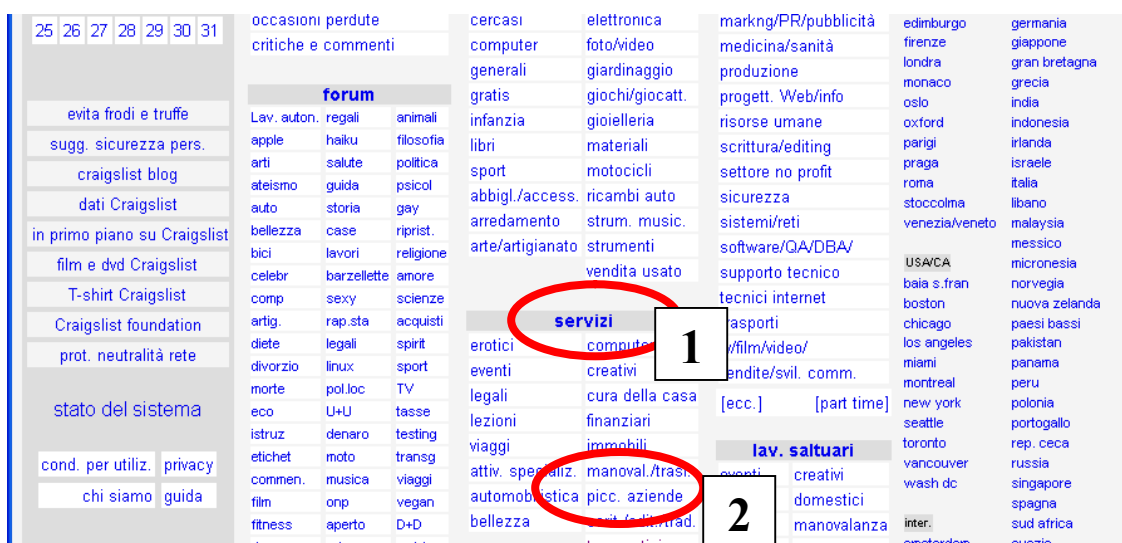 25 26 27 28 29 30 31
evita frodi e truffe
sugg. sicurezza pers.
craigslist blog
dati Craigslist
in primo piano su Craigslist
film e dvd Craigslist
T-shirt Craigslist
Craigslist foundation
prot. neutralità rete
stato del sistema
cond. per utiliz. privacy
chi siamo guida
occasioni perdute
critiche e commenti
forum
Lav. auton. regali animali
apple haiku filosofia
arti salute politica
ateismo guida psicol
auto storia gay
bellezza case riprist.
bici lavori religione
celebr barzellette amore
comp sexy scienze
artig. rap.sta acquisti
diete legali spirit
divorzio linux sport
morte pol.loc TV
eco U+U tasse
istruz denaro testing
etichet moto transg
commen. musica viaggi
film onp vegan
fitness aperto D+D
cercasi elettronica
computer foto/video
generali giardinaggio
gratis giochi/giocatt.
infanzia gioielleria
libri materiali
sport motocicli
abbigl./access. ricambi auto
arredamento strum. music.
arte/artigianato strumenti
vendita usato
servizi
erotici compute
eventi creativi
legali cura della casa
lezioni finanziari
viaggi immobili
attiv. specializ. manoval./trasl.
automobilistica picc. aziende
bellezza scrit./edit./trad.
1
2
markng/PR/pubblicità
medicina/sanità
produzione
progett. Web/info
risorse umane
scrittura/editing
settore no profit
sicurezza
sistemi/reti
software/QA/DBA/
supporto tecnico
tecnici internet
rasporti
/film/video/
endite/svil. comm.
[ecc.] [part time]
lav. saltuari
eventi creativi
domestici
manovalanza
edimburgo
firenze
londra
monaco
oslo
oxford
parigi
praga
roma
stoccolma
venezia/veneto
USA/CA
baia s.fran
boston
chicago
los angeles
miami
montreal
new york
seattle
toronto
vancouver
wash dc
inter.
amsterdam
germania
giappone
gran bretagna
grecia
india
indonesia
irlanda
israele
italia
libano
malaysia
messico
micronesia
norvegia
nuova zelanda
paesi bassi
pakistan
panama
peru
polonia
portogallo
rep. ceca
russia
singapore
spagna
sud africa